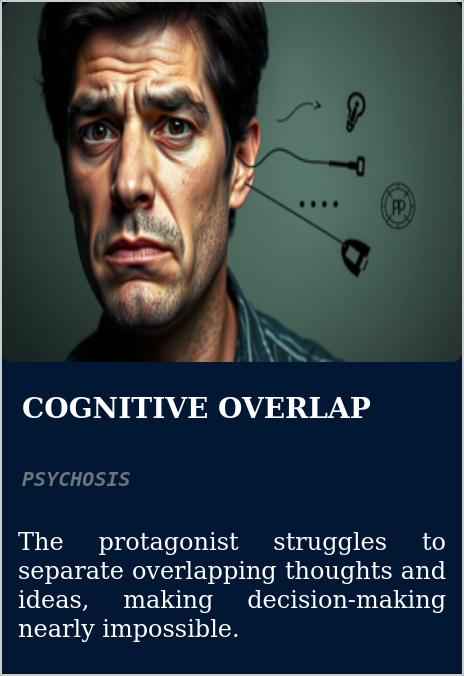 COGNITIVE OVERLAP
PSYCHOSIS
The protagonist struggles to
separate overlapping thoughts and
ideas, making decision-making
nearly impossible.